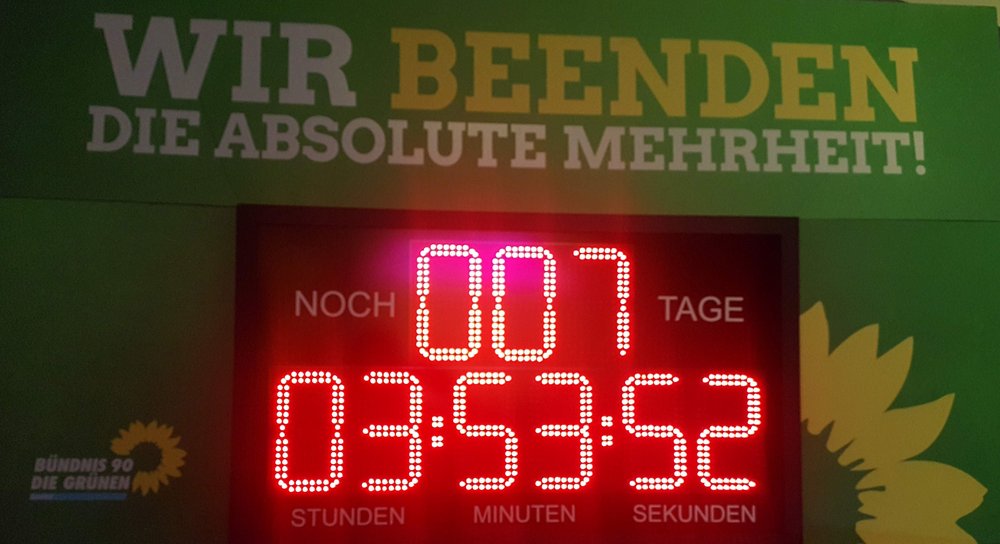 WIR BEENDEN
DIE ABSOLUTE MEHRHEIT!
NOCH 007 TAGE
03:53:52
STUNDEN MINUTEN SEKUNDEN
BÜNDNIS 90
DIE GRÜNEN